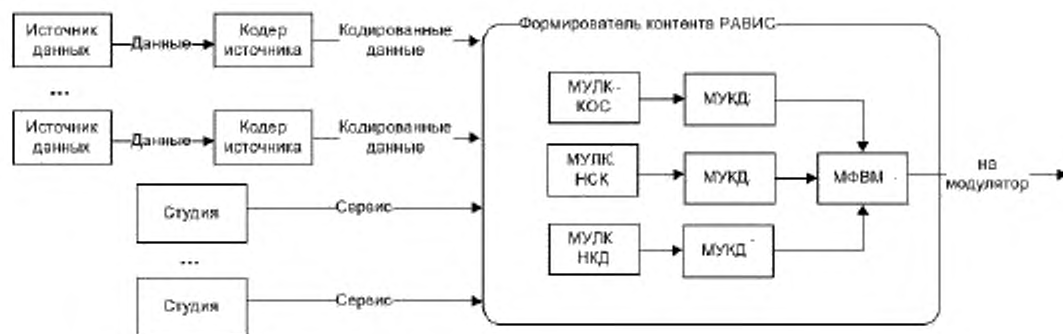 Формирователь контента РАВИС
Источник
данных
Данные
Кодер
источника
Кодированные
данные
...
Источник
данных
Данные
Кодер
источника
Кодированные
данные
Студия
Сервис
...
Студия
Сервис
МУЛК
КОС
МУКД
МУЛК
НСК
МУКД
МФВМ
на
модулятор
МУЛК
НКД
МУКД